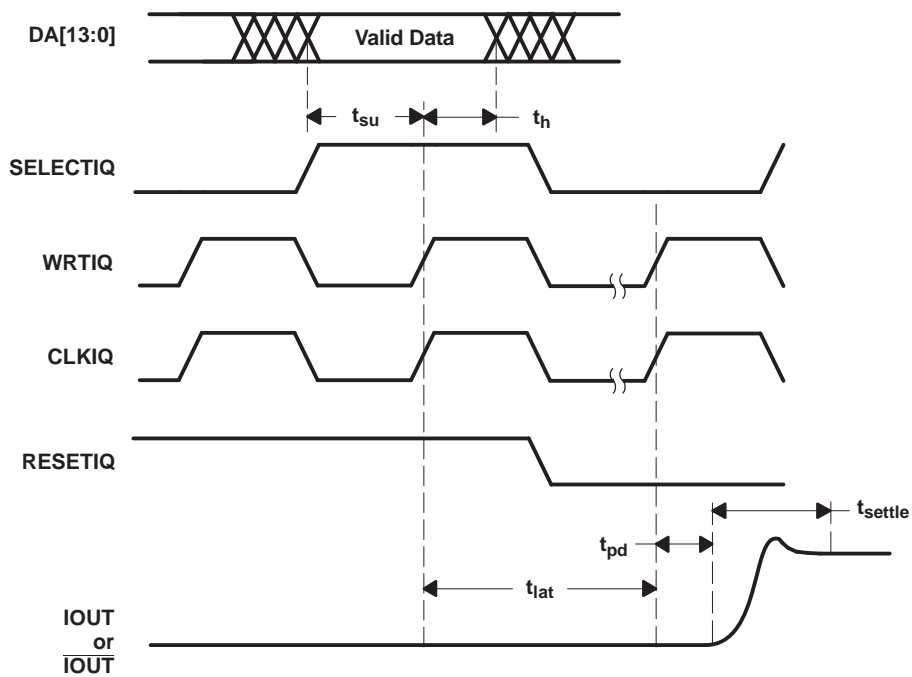 DA[13:0]
Valid Data
tsu
th
SELECTIQ
WRTIQ
CLKIQ
RESETIQ
tsettle
tpd
tlat
IOUT
or
IOUT